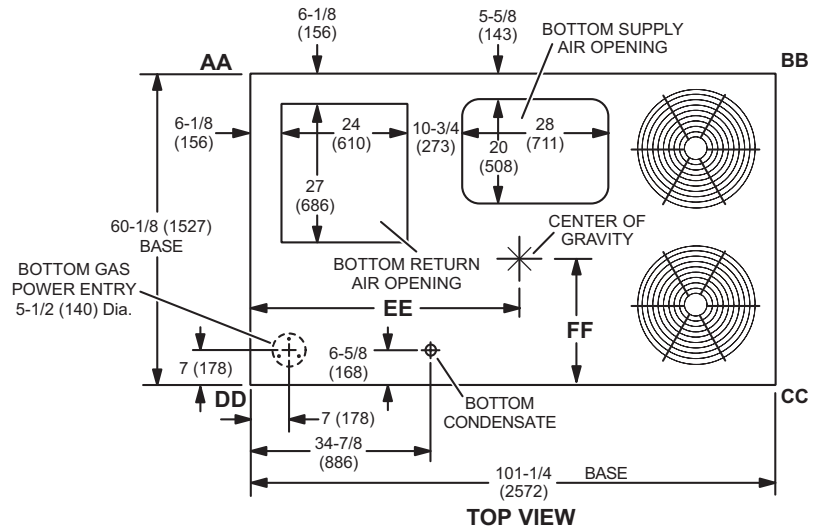 6-1/8
(156)
5-5/8
(143)
BOTTOM SUPPLY
AIR OPENING
AA
BB
6-1/8
(156)
24
(610)
10-3/4
(273)
28
(711)
20
(508)
27
(686)
60-1/8 (1527)
BASE
CENTER OF
GRAVITY
BOTTOM RETURN
AIR OPENING
BOTTOM GAS
POWER ENTRY
5-1/2 (140) Dia.
EE
FF
7 (178)
6-5/8
(168)
DD
CC
7 (178)
BOTTOM
CONDENSATE
34-7/8
(886)
101-1/4
(2572)
BASE
TOP VIEW